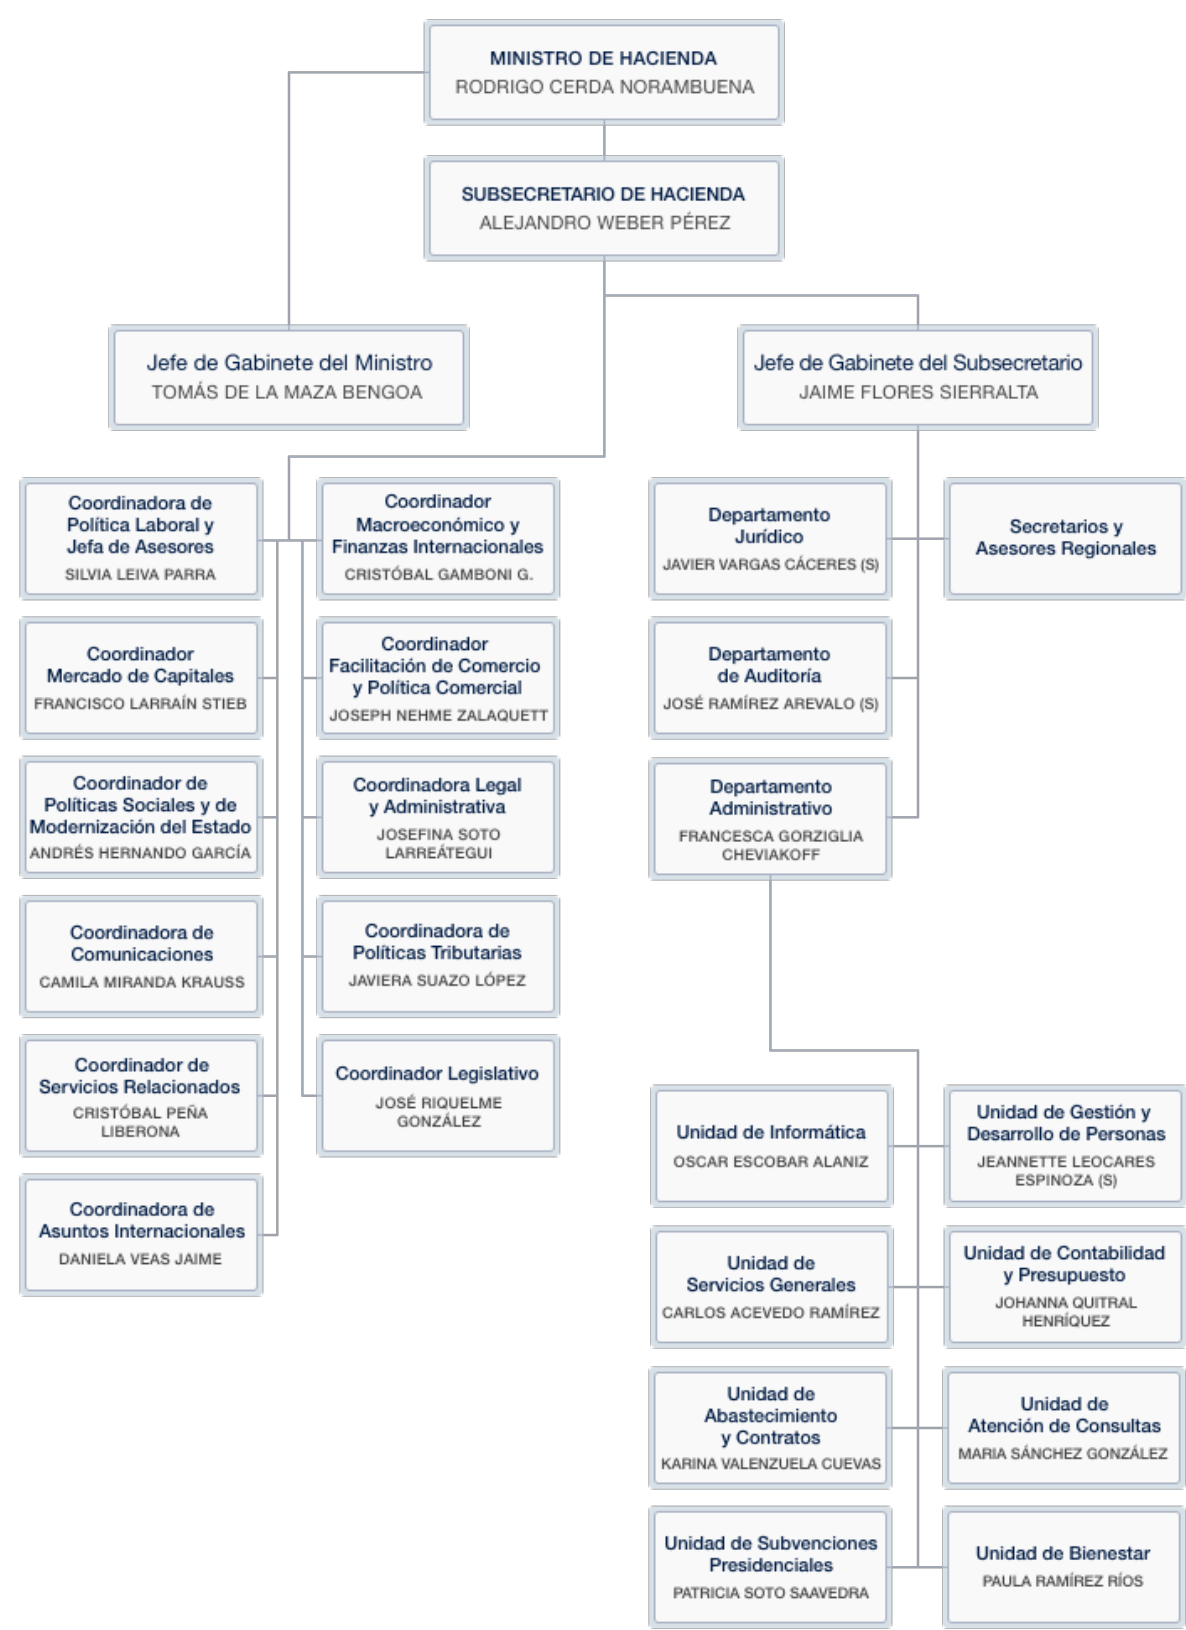 MINISTRO DE HACIENDA
RODRIGO CERDA NORAMBUENA
SUBSECRETARIO DE HACIENDA
ALEJANDRO WEBER PÉREZ
Jefe de Gabinete del Ministro
TOMÁS DE LA MAZA BENGOA
Jefe de Gabinete del Subsecretario
JAIME FLORES SIERRALTA
Coordinadora de
Política Laboral y
Jefa de Asesores
SILVIA LEIVA PARRA
Coordinador
Macroeconómico y
Finanzas Internacionales
CRISTÓBAL GAMBONI G.
Coordinador
Mercado de Capitales
FRANCISCO LARRAÍN STIEB
Coordinador
Facilitación de Comercio
y Política Comercial
JOSEPH NEHME ZALAQUETT
Coordinador de
Políticas Sociales y de
Modernización del Estado
ANDRÉS HERNANDO GARCÍA
Coordinadora Legal
y Administrativa
JOSEFINA SOTO
LARREÁTEGUI
Coordinadora de
Comunicaciones
CAMILA MIRANDA KRAUSS
Coordinadora de
Políticas Tributarias
JAVIERA SUAZO LÓPEZ
Coordinador de
Servicios Relacionados
CRISTÓBAL PEÑA
LIBERONA
Coordinador Legislativo
JOSÉ RIQUELME
GONZÁLEZ
Coordinadora de
Asuntos Internacionales
DANIELA VEAS JAIME
Departamento
Jurídico
JAVIER VARGAS CÁCERES (S)
Secretarios y
Asesores Regionales
Departamento
de Auditoría
JOSÉ RAMÍREZ AREVALO (S)
Departamento
Administrativo
FRANCESCA GORZIGLIA
CHEVIAKOFF
Unidad de Informática
OSCAR ESCOBAR ALANIZ
Unidad de Gestión y
Desarrollo de Personas
JEANNETTE LEOCARES
ESPINOZA (S)
Unidad de
Servicios Generales
CARLOS ACEVEDO RAMÍREZ
Unidad de Contabilidad
y Presupuesto
JOHANNA QUITRAL
HENRÍQUEZ
Unidad de
Abastecimiento
y Contratos
KARINA VALENZUELA CUEVAS
Unidad de
Atención de Consultas
MARIA SÁNCHEZ GONZÁLEZ
Unidad de Subvenciones
Presidenciales
PATRICIA SOTO SAAVEDRA
Unidad de Bienestar
PAULA RAMÍREZ RÍOS